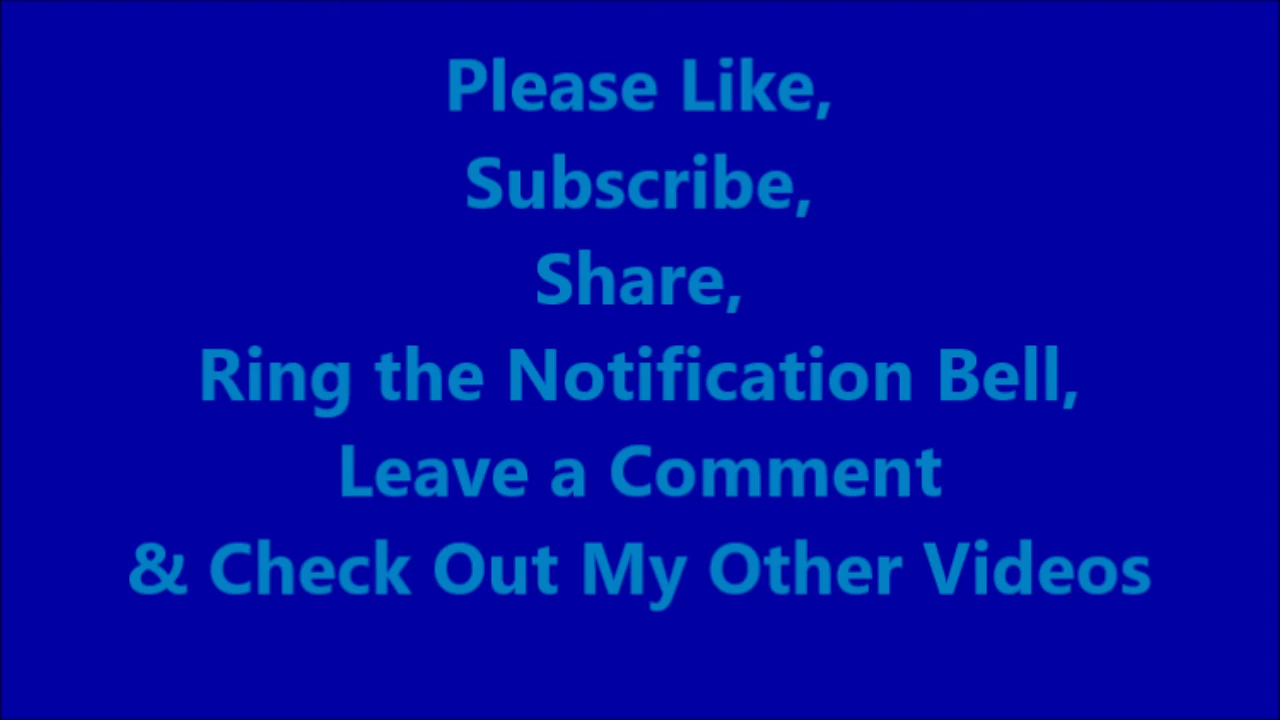 Please Like,
Subscribe,
Share,
Ring the Notification Bell,
Leave a Comment
& Check Out My Other Videos